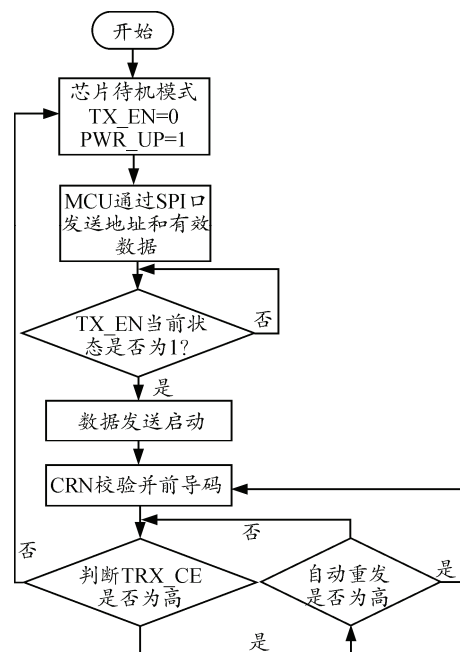 开始
芯片待机模式
TX_EN=0
PWR_UP=1
MCU通过SPI口
发送地址和有效
数据
TX_EN当前状
态是否为1?
否
是
数据发送启动
CRN校验并前导码
否
否
判断TRX_CE
是否为高
自动重发
是否为高
是
是